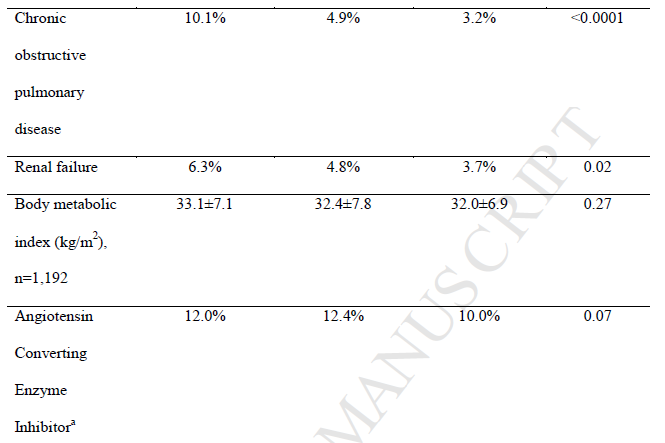 Chronic 10.1% 4.9% 3.2% <0.0001
obstructive
pulmonary
disease
Renal failure 6.3% 4.8% 3.7% 0.02
Body metabolic 33.1±7.1 32.4±7.8 32.0±6.9 0.27
index (kg/m²),
n=1,192
Angiotensin 12.0% 12.4% 10.0% 0.07
Converting
Enzyme
Inhibitorᵃ
MANUSCRIPT